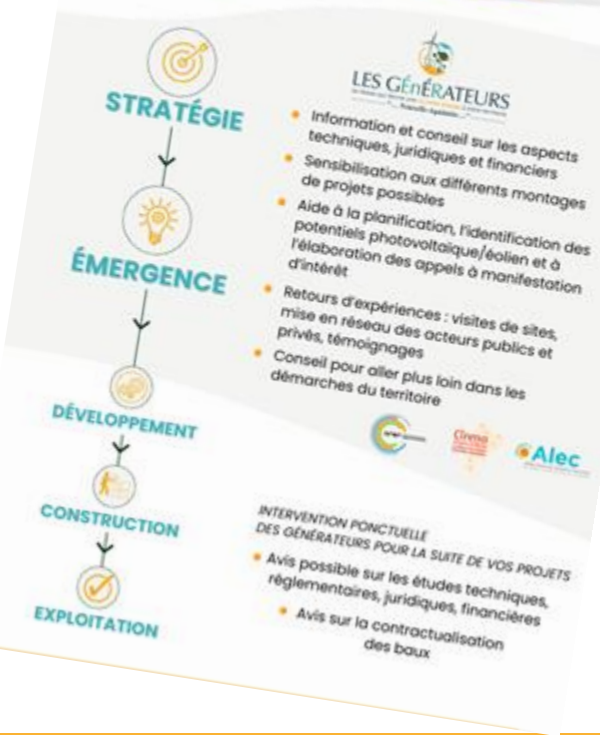 STRATÉGIE
ÉMERGENCE
DÉVELOPPEMENT
CONSTRUCTION
EXPLOITATION
LES GÉnÉRATEURS
Nouvelle-Aquitaine
• Information et conseil sur les aspects
techniques, juridiques et financiers
• Sensibilisation aux différents montages
de projets possibles
• Aide à la planification, l'identification des
potentiels photovoltaïque/éolien et à
l'élaboration des appels à manifestation
d'intérêt
• Retours d'expériences : visites de sites,
mise en réseau des acteurs publics et
privés, témoignages
• Conseil pour aller plus loin dans les
démarches du territoire
Cirena
Alec
INTERVENTION PONCTUELLE
DES GÉNÉRATEURS POUR LA SUITE DE VOS PROJETS
• Avis possible sur les études techniques,
réglementaires, juridiques, financières
• Avis sur la contractualisation
des baux